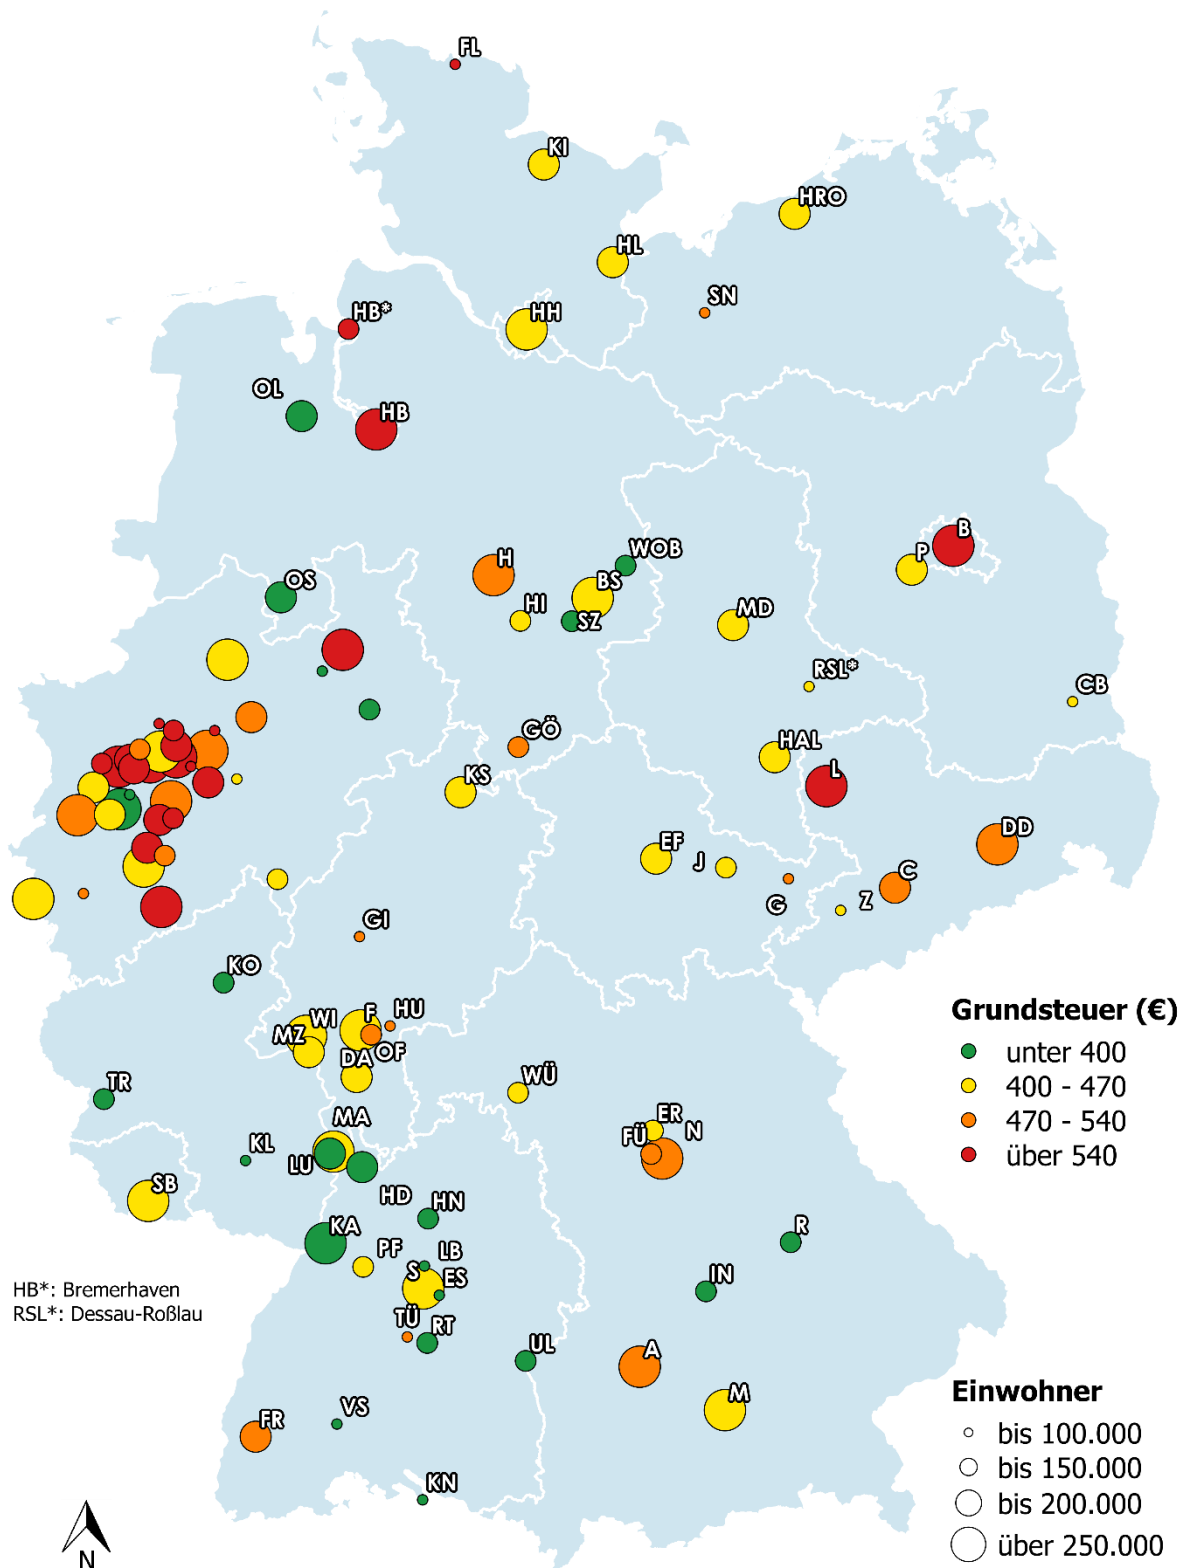 FL
KI
HRO
HL
SN
HB*
HH
OL
HB
B
P
WOB
H
BS
OS
HI
SZ
MD
RSL*
CB
GÖ
HAL
KS
L
DD
EF
J
C
G
Z
GI
KO
HU
F
WI
MZ
OF
DA
WÜ
TR
MA
ER
N
FÜ
KL
LU
SB
HD
HN
KA
R
PF
LB
S
ES
IN
TÜ
RT
UL
A
M
VS
FR
KN
HB*: Bremerhaven
RSL*: Dessau-Roßlau
N
Grundsteuer (€)
unter 400
400 - 470
470 - 540
über 540
Einwohner
bis 100.000
bis 150.000
bis 200.000
über 250.000